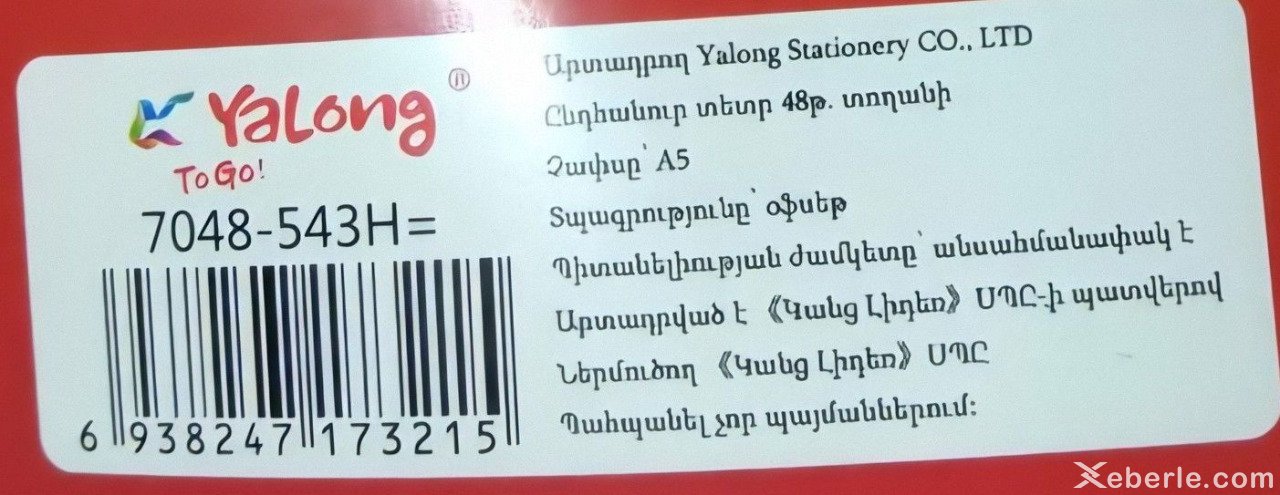 Yalong ®
To Go!
7048-543H=
6 938247 173215
Արտադրող Yalong Stationery CO., LTD
Ընդհանուր տետր 48թ. տողանի
Չափսը՝ A5
Տպագրությունը՝ օֆսեթ
Պիտանելիության ժամկետը՝ անսահմանափակ է
Արտադրված է 《Կանց Լիդեռ》 ՍՊԸ-ի պատվերով
Ներմուծող 《Կանց Լիդեռ》 ՍՊԸ
Պահպանել չոր պայմաններում:
Xeberle.com